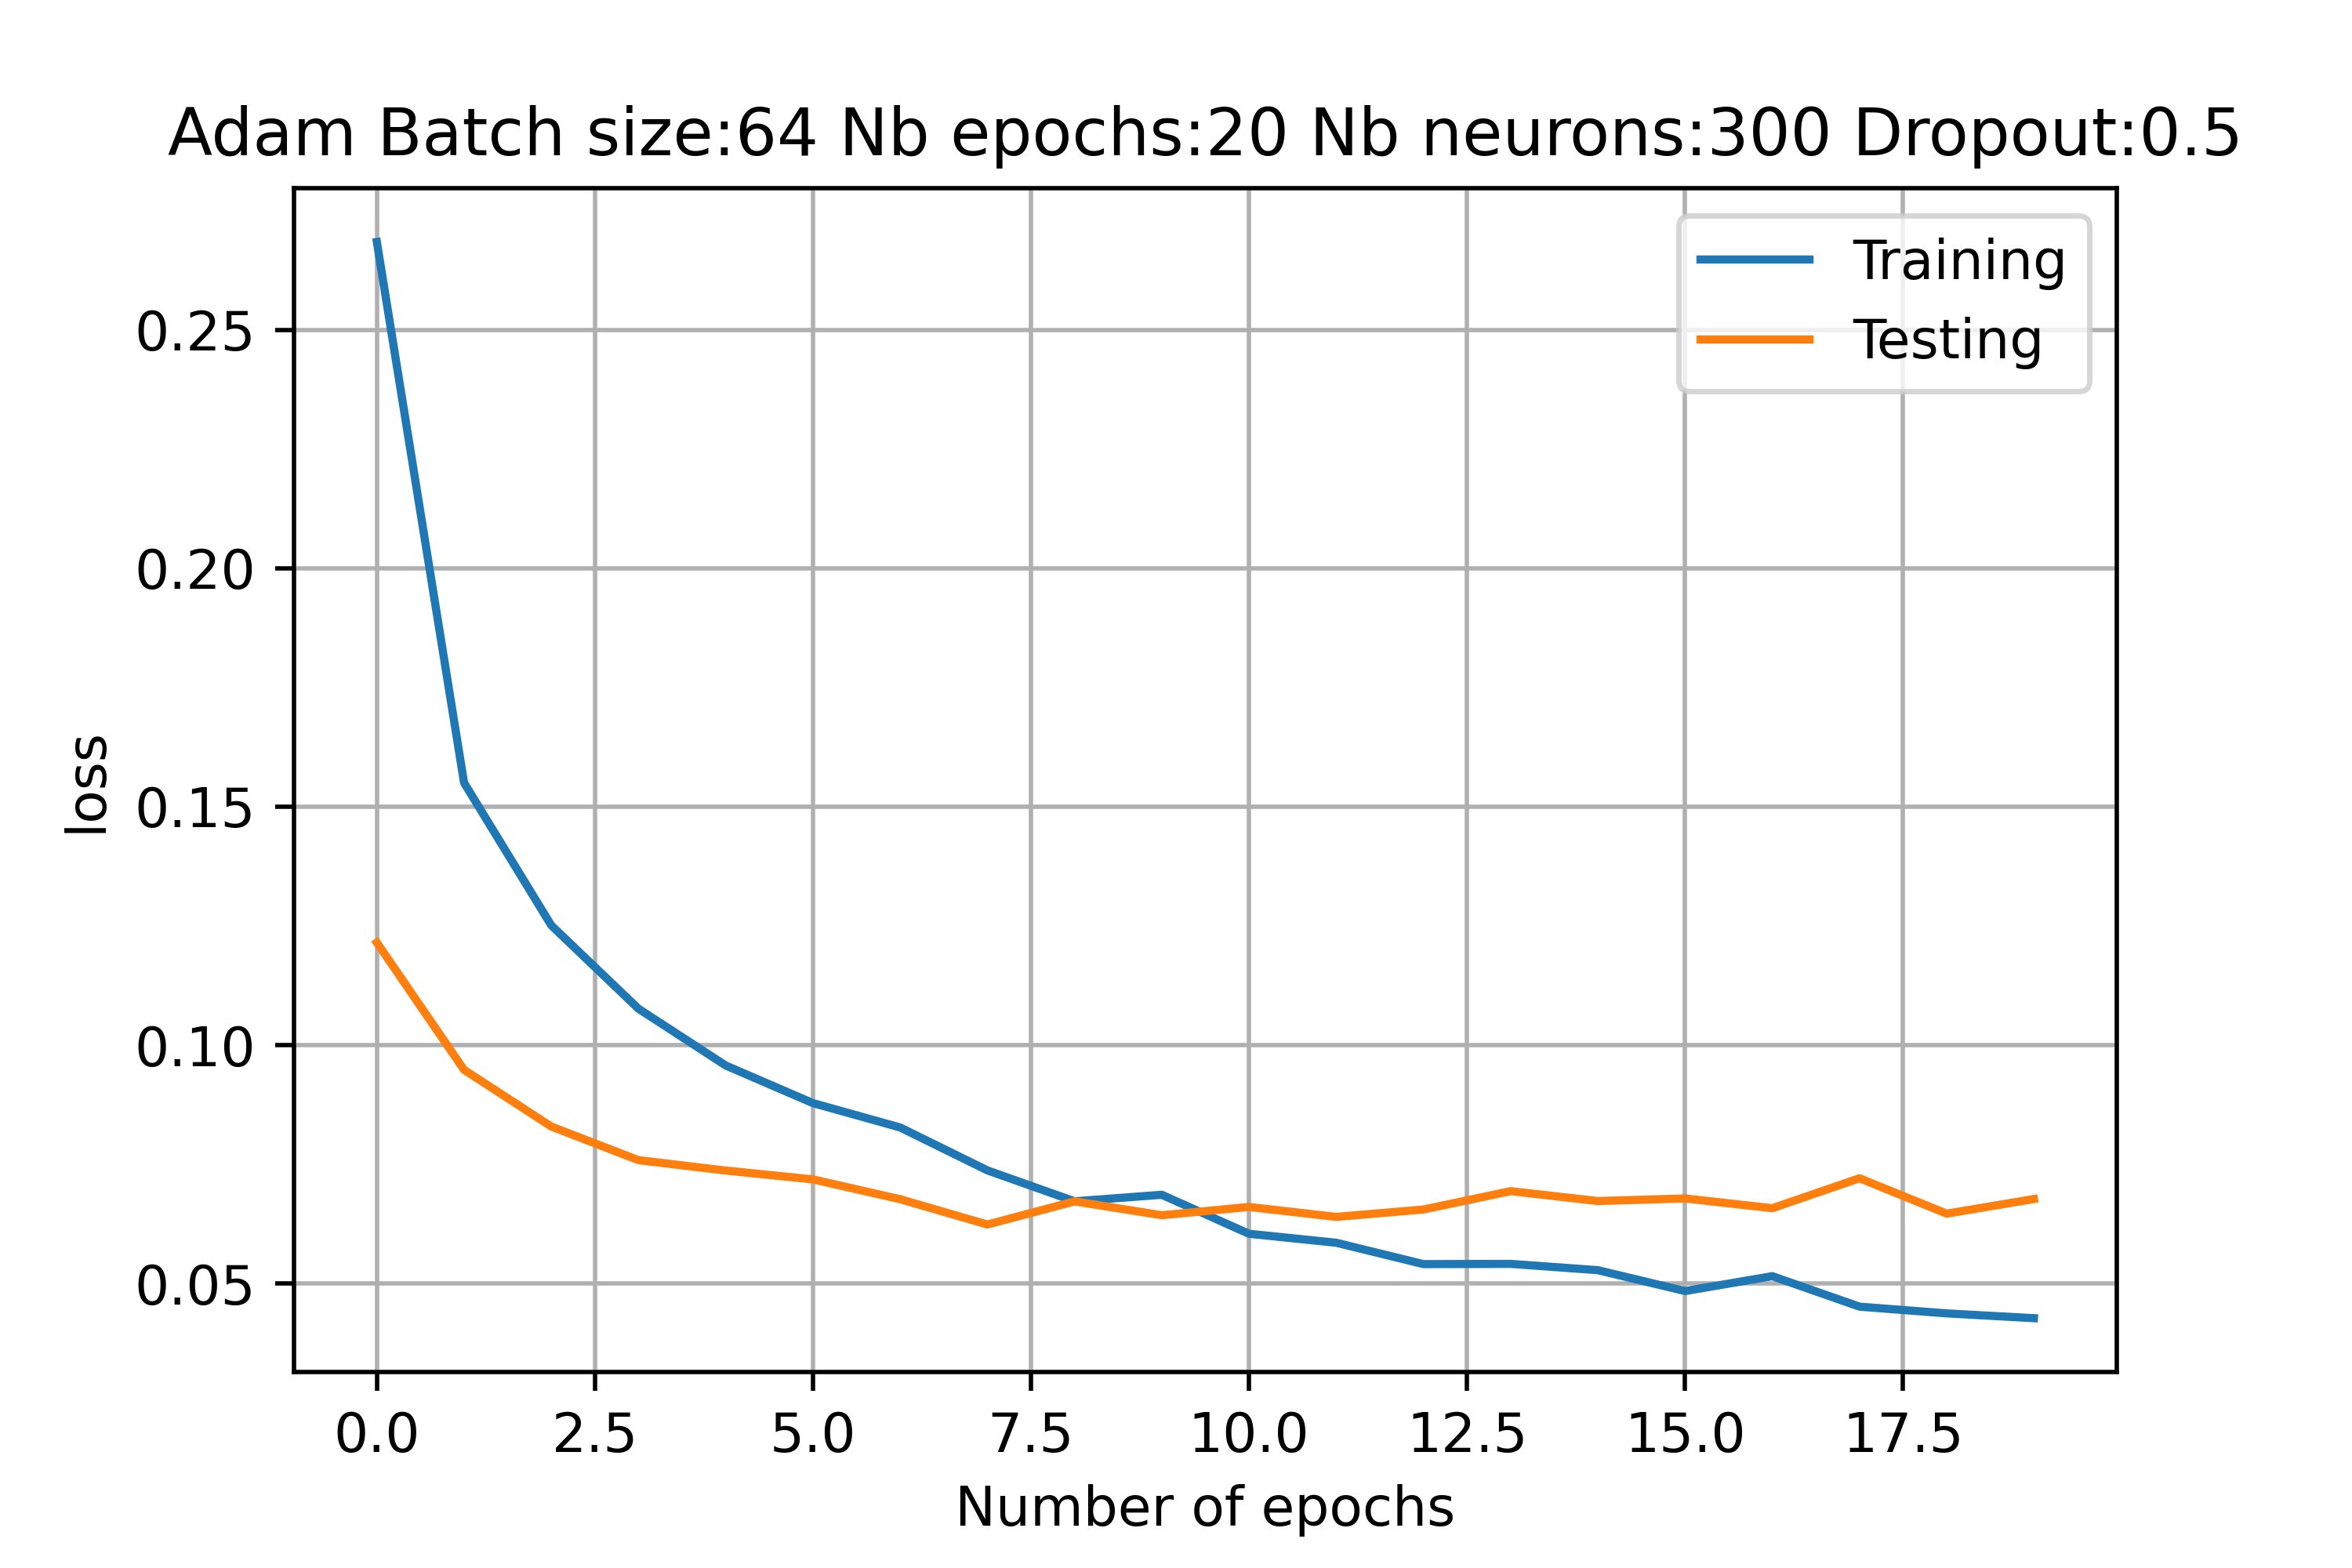 Adam Batch size:64 Nb epochs:20 Nb neurons:300 Dropout:0.5
Training
Testing
0.25
0.20
0.15
0.10
0.05
loss
0.0 2.5 5.0 7.5 10.0 12.5 15.0 17.5
Number of epochs